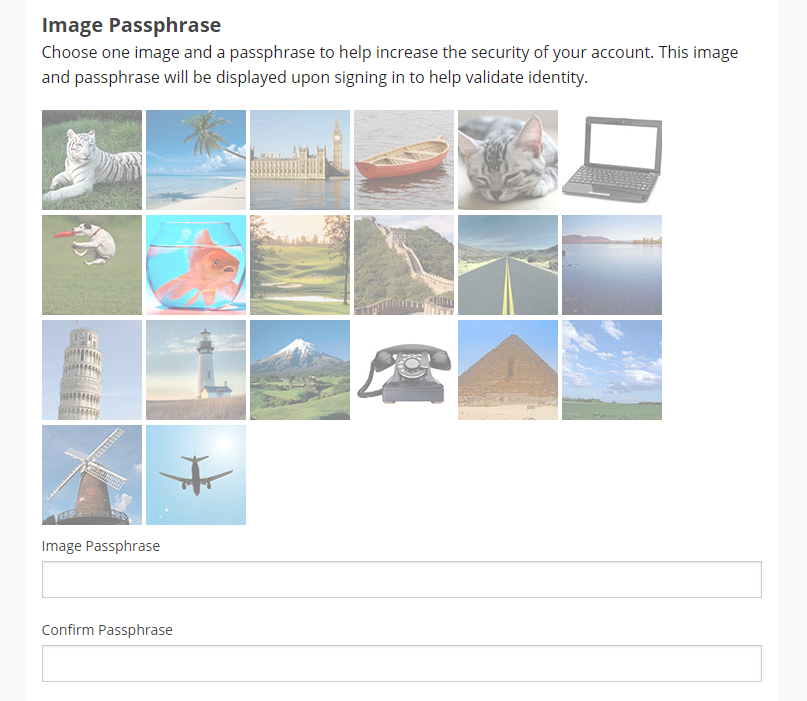 Image Passphrase
Choose one image and a passphrase to help increase the security of your account. This image
and passphrase will be displayed upon signing in to help validate identity.
Image Passphrase
Confirm Passphrase